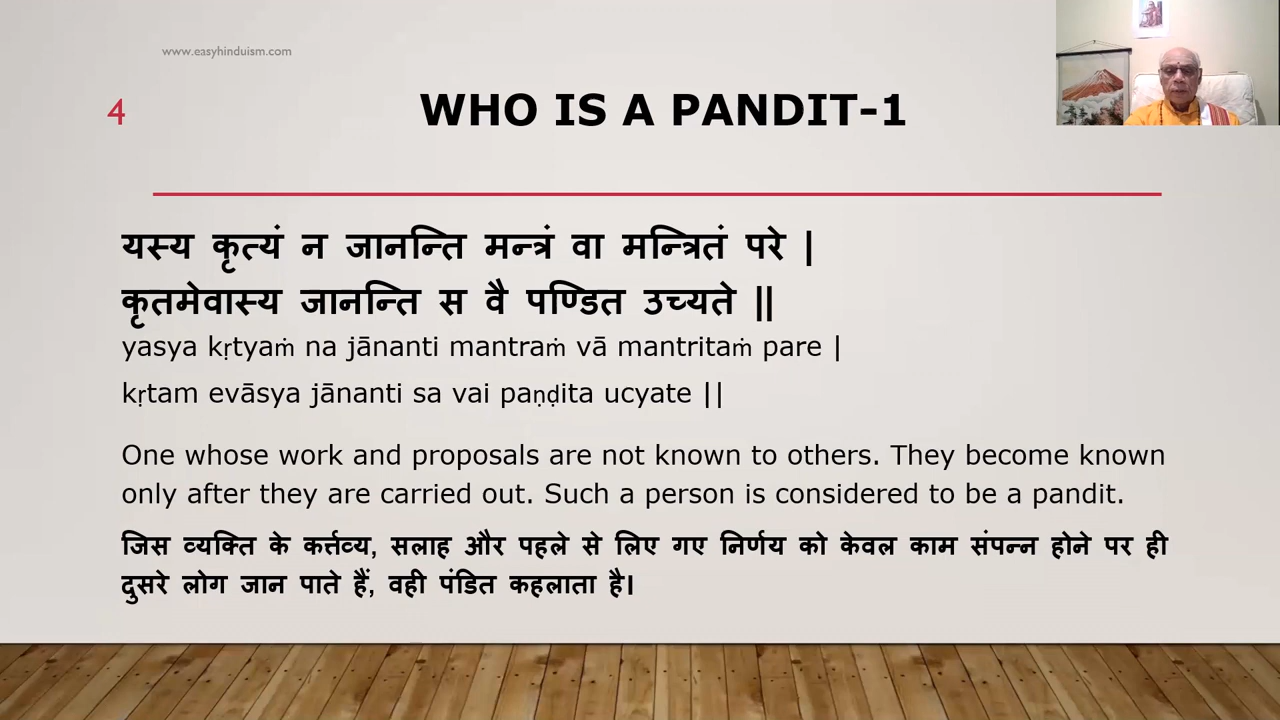 www.easyhinduism.com
4
WHO IS A PANDIT-1
यस्य कृत्यं न जानन्ति मन्त्रं वा मन्त्रितं परे |
कृतमेवास्य जानन्ति स वै पण्डित उच्यते ||
yasya kṛtyaṁ na jānanti mantraṁ vā mantritaṁ pare |
kṛtam evāsya jānanti sa vai paṇḍita ucyate ||
One whose work and proposals are not known to others. They become known
only after they are carried out. Such a person is considered to be a pandit.
जिस व्यक्ति के कर्त्तव्य, सलाह और पहले से लिए गए निर्णय को केवल काम संपन्न होने पर ही
दुसरे लोग जान पाते हैं, वही पंडित कहलाता है।